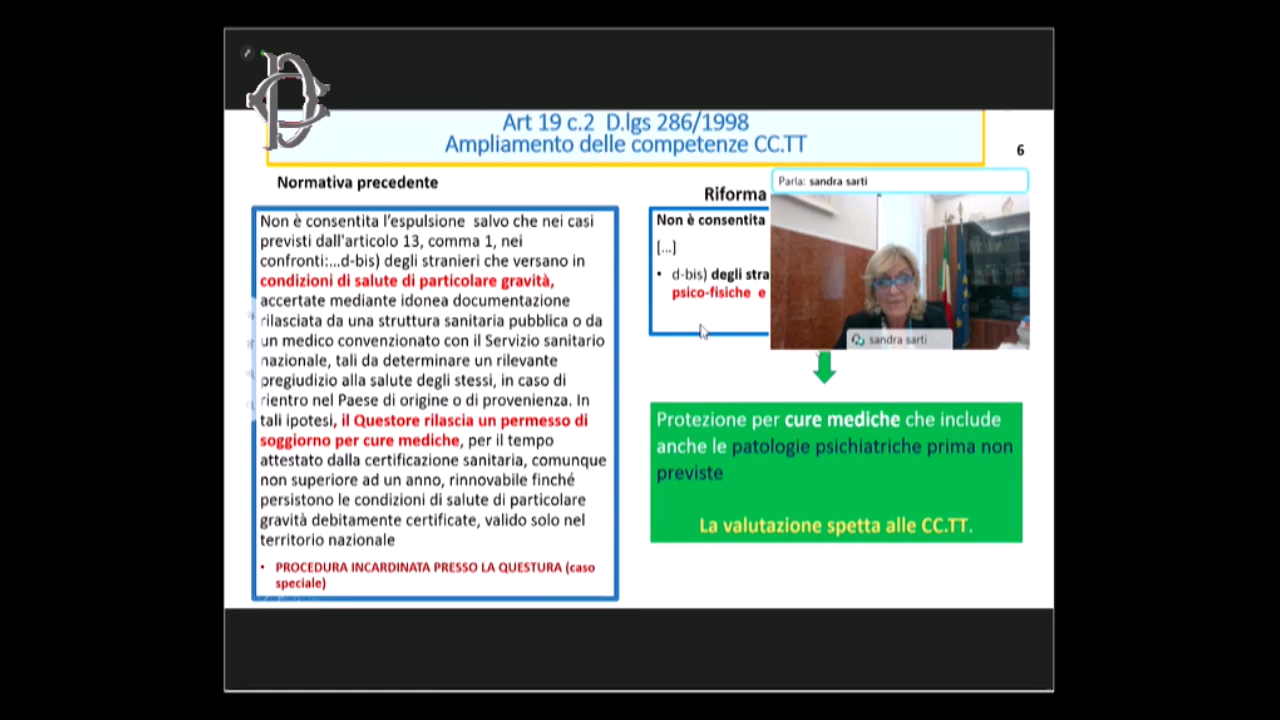 Art 19 c.2 D.lgs 286/1998
Ampliamento delle competenze CC.TT
6
Normativa precedente
Non è consentita l'espulsione salvo che nei casi
previsti dall'articolo 13, comma 1, nei
confronti:...d-bis) degli stranieri che versano in
condizioni di salute di particolare gravità,
accertate mediante idonea documentazione
rilasciata da una struttura sanitaria pubblica o da
un medico convenzionato con il Servizio sanitario
nazionale, tali da determinare un rilevante
pregiudizio alla salute degli stessi, in caso di
rientro nel Paese di origine o di provenienza. In
tali ipotesi, il Questore rilascia un permesso di
soggiorno per cure mediche, per il tempo
attestato dalla certificazione sanitaria, comunque
non superiore ad un anno, rinnovabile finché
persistono le condizioni di salute di particolare
gravità debitamente certificate, valido solo nel
territorio nazionale
• PROCEDURA INCARDINATA PRESSO LA QUESTURA (caso
speciale)
Riforma
Non è consentita
[...]
• d-bis) degli stra
psico-fisiche e
Parla: sandra sarti
sandra sarti
Protezione per cure mediche che include
anche le patologie psichiatriche prima non
previste
La valutazione spetta alle CC.TT.